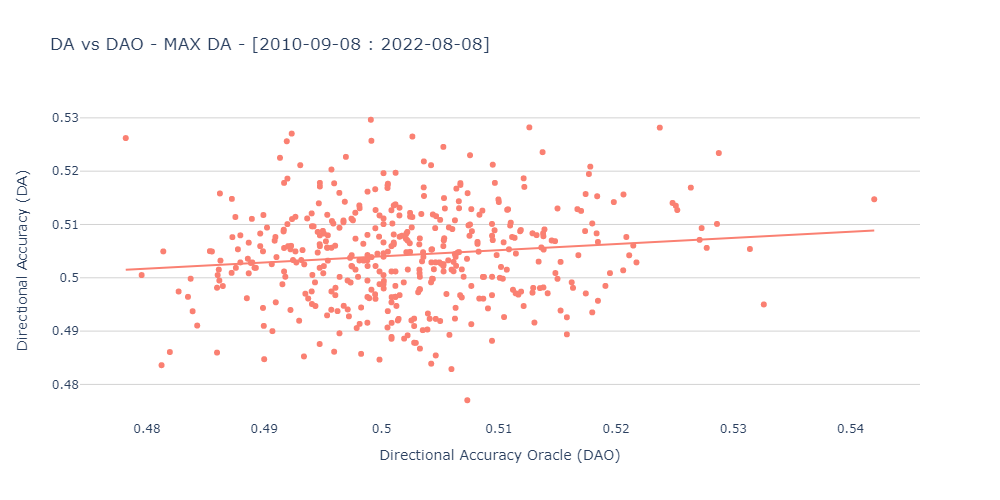 DA vs DAO - MAX DA - [2010-09-08 : 2022-08-08]
0.53
0.52
0.51
0.5
0.49
0.48
Directional Accuracy (DA)
0.48 0.49 0.5 0.51 0.52 0.53 0.54
Directional Accuracy Oracle (DAO)